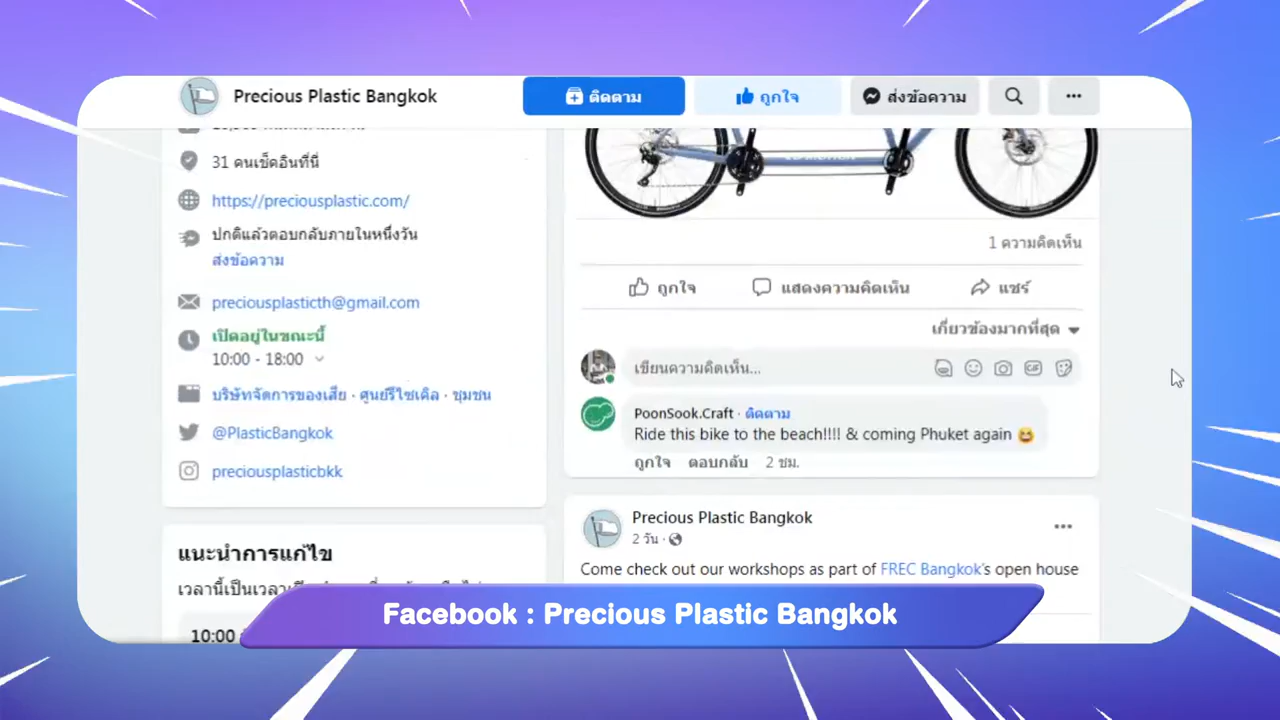 Precious Plastic Bangkok
ติดตาม
ถูกใจ
ส่งข้อความ
31 คนเช็คอินที่นี่
https://preciousplastic.com/
ปกติแล้วตอบกลับภายในหนึ่งวัน
ส่งข้อความ
preciousplasticth@gmail.com
เปิดอยู่ในขณะนี้
10:00 - 18:00
บริษัทจัดการของเสีย · ศูนย์รีไซเคิล · ชุมชน
@PlasticBangkok
preciousplasticbkk
แนะนำการแก้ไข
10:00
1 ความคิดเห็น
ถูกใจ
แสดงความคิดเห็น
แชร์
เกี่ยวข้องมากที่สุด
เขียนความคิดเห็น...
GIF
PoonSook.Craft · ติดตาม
Ride this bike to the beach!!!! & coming Phuket again 😆
ถูกใจ ตอบกลับ 2 ชม.
Precious Plastic Bangkok
2 วัน ·
Come check out our workshops as part of FREC Bangkok's open house
Facebook : Precious Plastic Bangkok